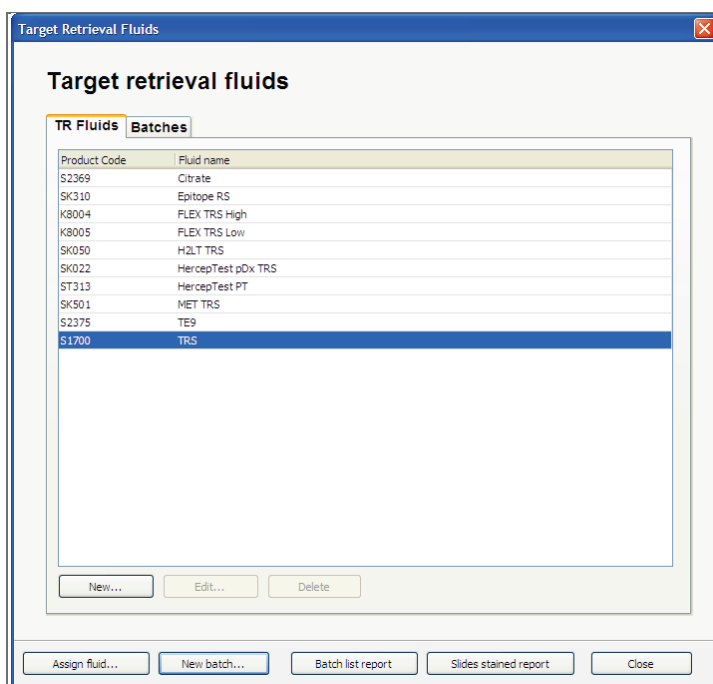 Target Retrieval Fluids
Target retrieval fluids
TR Fluids Batches
Product Code Fluid name
S2369 Citrate
SK310 Epitope RS
K8004 FLEX TRS High
K8005 FLEX TRS Low
SK050 H2LT TRS
SK022 HercepTest pDx TRS
ST313 HercepTest PT
SK501 MET TRS
S2375 TE9
S1700 TRS
New... Edit... Delete
Assign fluid... New batch... Batch list report Slides stained report Close